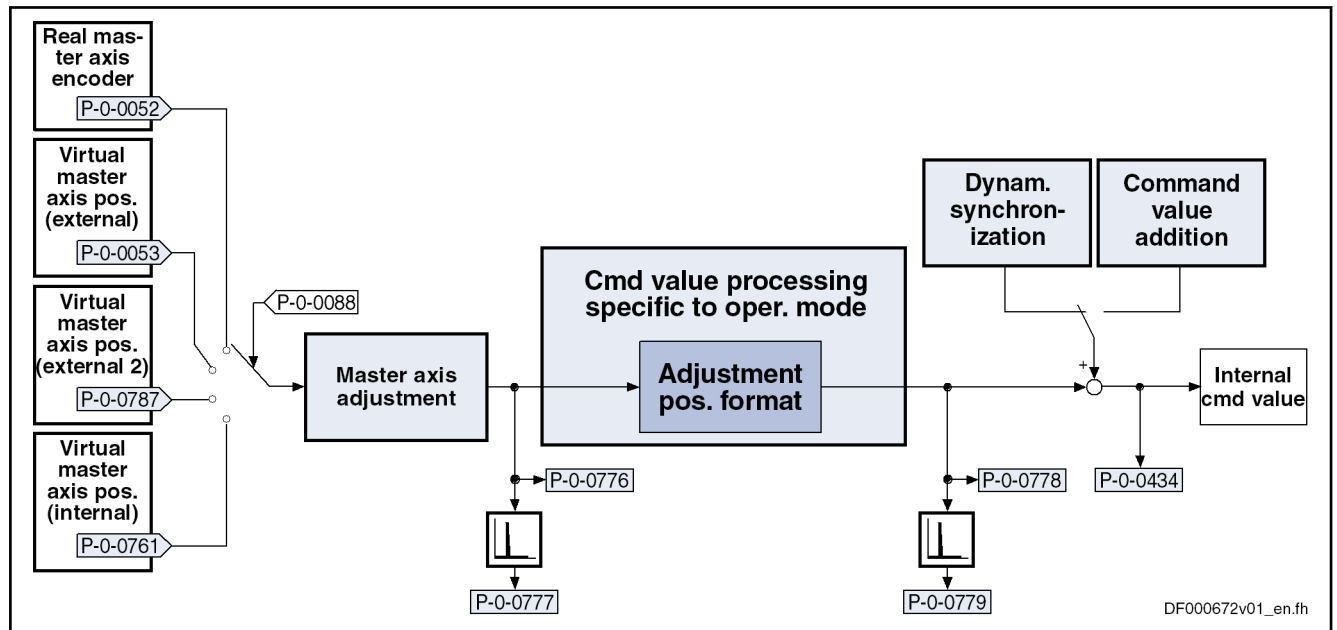 Real mas-
ter axis
encoder
P-0-0052
Virtual
master
axis pos.
(external)
P-0-0053
Virtual
master
axis pos.
(external 2)
P-0-0787
Virtual
master
axis pos.
(internal)
P-0-0761
P-0-0088
Master axis
adjustment
Cmd value processing
specific to oper. mode
Adjustment
pos. format
Dynam.
synchron-
ization
Command
value
addition
+
Internal
cmd value
P-0-0776
P-0-0777
P-0-0778
P-0-0779
P-0-0434
DF000672v01_en.fh